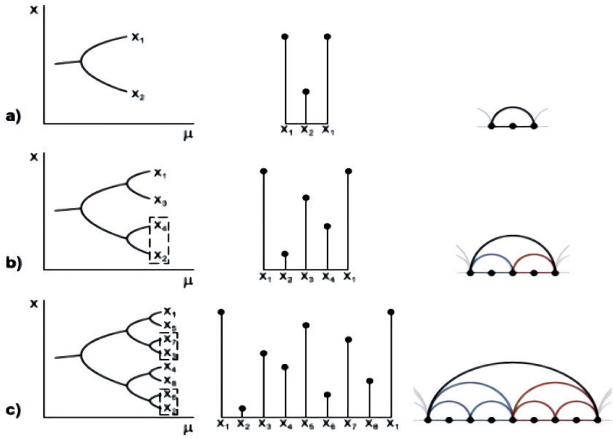 x
x₁
x₂
μ
x₁ x₂ x₁
a)
x
x₁
x₃
x₄
x₂
μ
x₁ x₂ x₃ x₄ x₁
b)
x
x₁
x₅
x₇
x₃
x₄
x₈
x₆
x₂
μ
x₁ x₂ x₃ x₄ x₅ x₆ x₇ x₈ x₁
c)